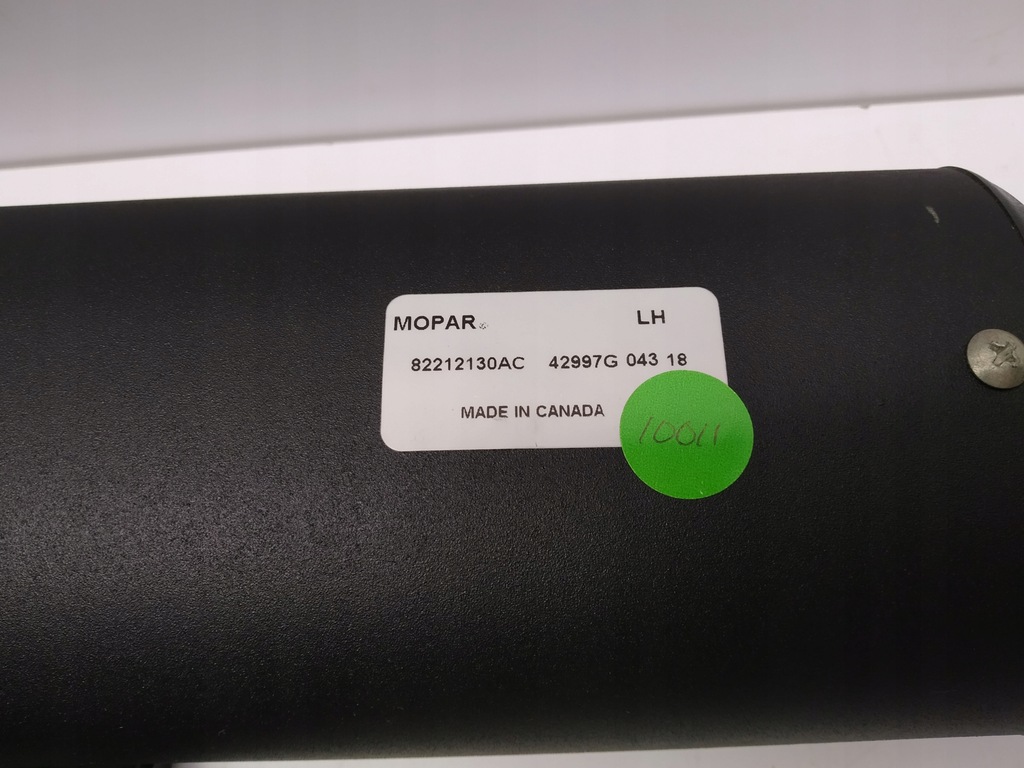 MOPAR® LH
82212130AC 42997G 043 18
MADE IN CANADA
10011